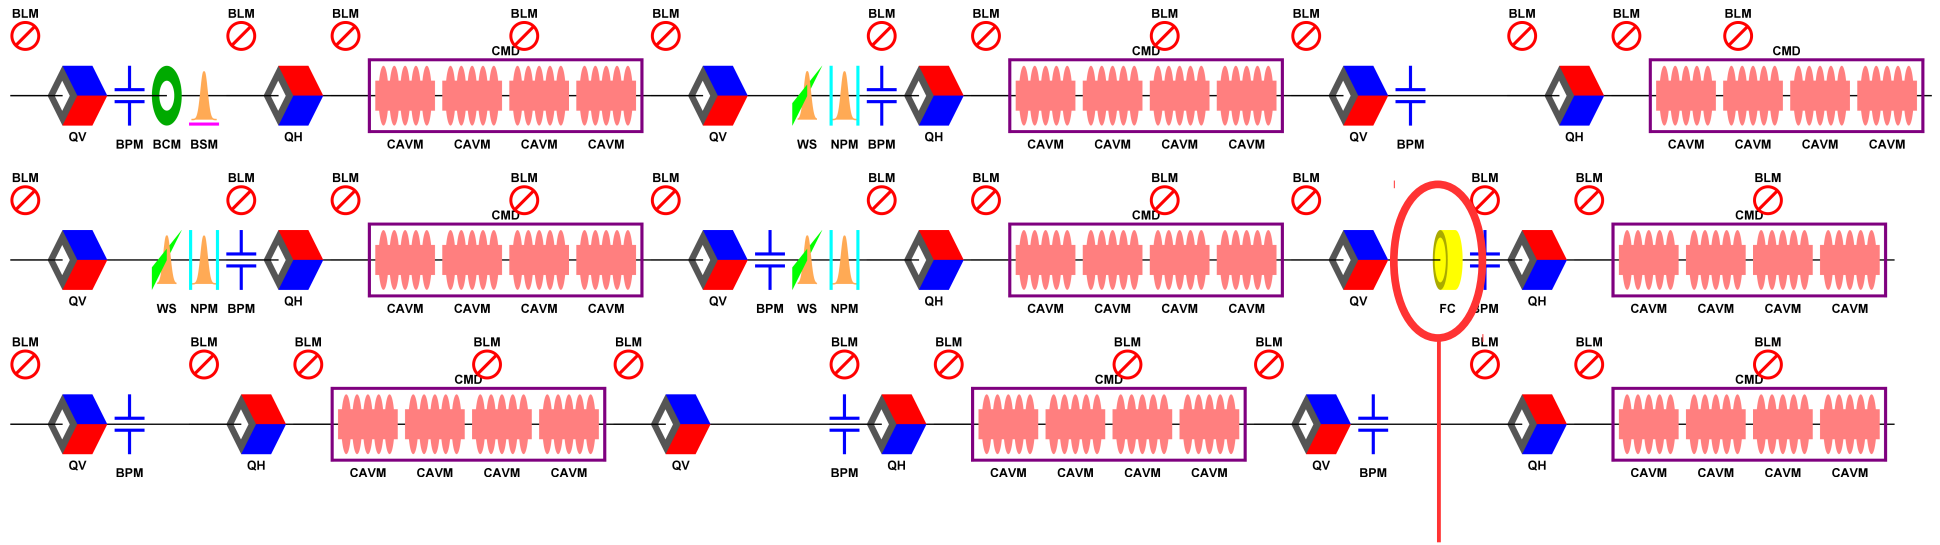 BLM BLM BLM BLM BLM BLM BLM BLM BLM BLM BLM BLM
CMD CMD CMD
QV BPM BCM BSM QH CAVM CAVM CAVM CAVM QV WS NPM BPM QH CAVM CAVM CAVM CAVM QV BPM QH CAVM CAVM CAVM CAVM
BLM BLM BLM BLM BLM BLM BLM BLM BLM BLM BLM BLM
CMD CMD CMD
QV WS NPM BPM QH CAVM CAVM CAVM CAVM QV BPM WS NPM QH CAVM CAVM CAVM CAVM QV FC BPM QH CAVM CAVM CAVM CAVM
BLM BLM BLM BLM BLM BLM BLM BLM BLM BLM BLM BLM
CMD CMD CMD
QV BPM QH CAVM CAVM CAVM CAVM QV BPM QH CAVM CAVM CAVM CAVM QV BPM QH CAVM CAVM CAVM CAVM